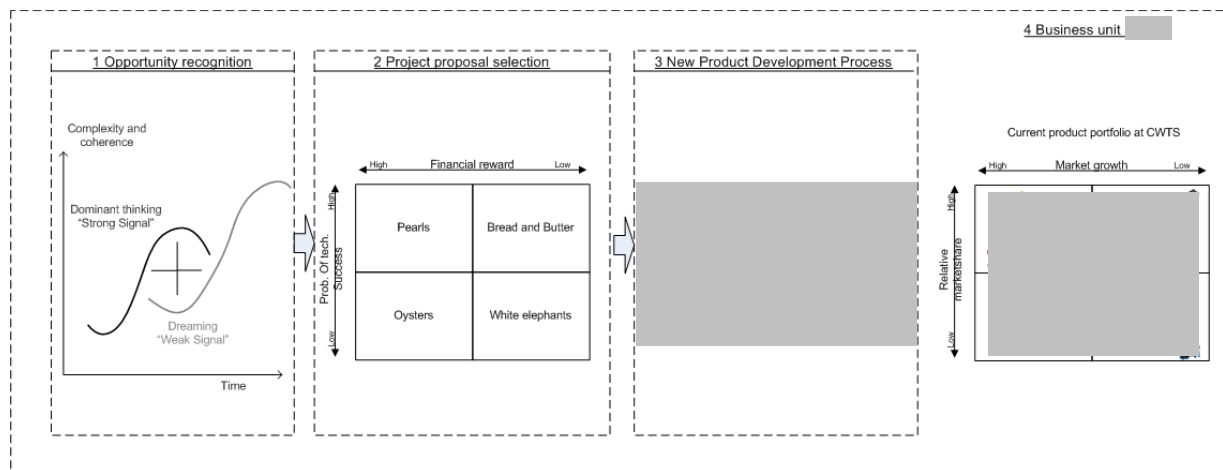 4 Business unit
1 Opportunity recognition
2 Project proposal selection
3 New Product Development Process
Complexity and
coherence
Dominant thinking
"Strong Signal"
Dreaming
"Weak Signal"
Time
High
Financial reward
Low
High
Prob. Of tech.
Success
Low
Pearls
Bread and Butter
Oysters
White elephants
Current product portfolio at CWTS
High
Market growth
Low
High
Relative
marketshare
Low